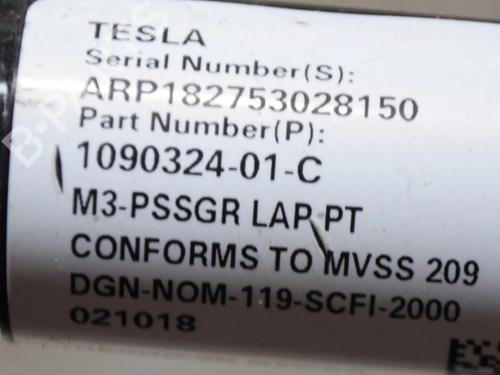 TESLA
Serial Number(S):
ARP182753028150
Part Number(P):
1090324-01-C
M3-PSSGR LAP PT
CONFORMS TO MVSS 209
DGN-NOM-119-SCFI-2000
021018